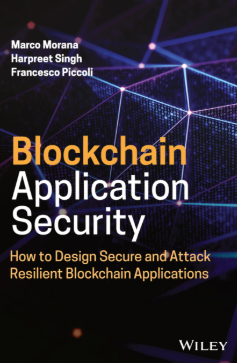 Marco Morana
Harpreet Singh
Francesco Piccoli
Blockchain
Application
Security
How to Design Secure and Attack
Resilient Blockchain Applications
WILEY